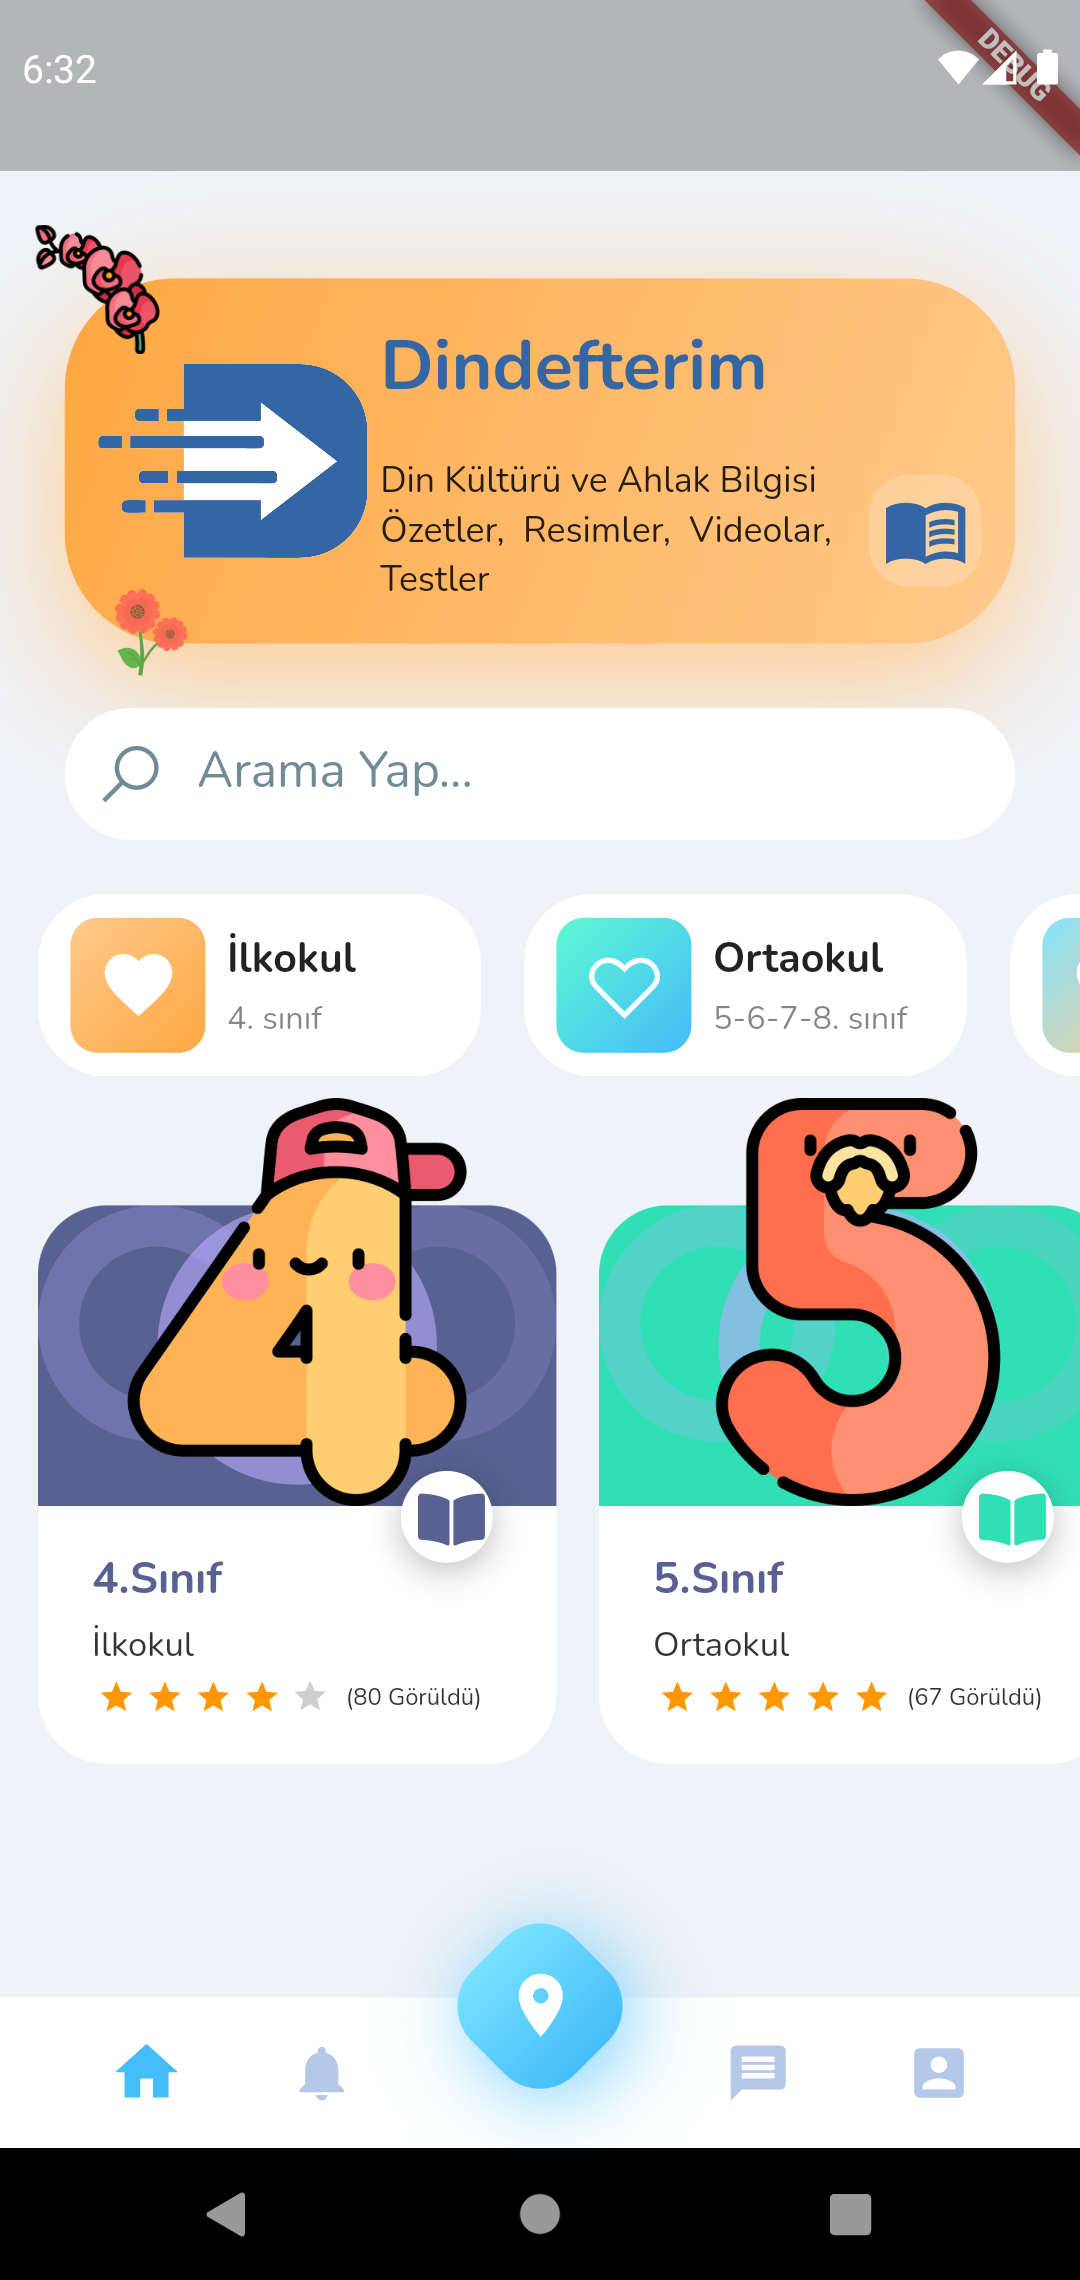 6:32
DEBUG
Dindefterim
Din Kültürü ve Ahlak Bilgisi
Özetler, Resimler, Videolar,
Testler
Arama Yap...
İlkokul
4. sınıf
Ortaokul
5-6-7-8. sınıf
4.Sınıf
İlkokul
(80 Görüldü)
5.Sınıf
Ortaokul
(67 Görüldü)